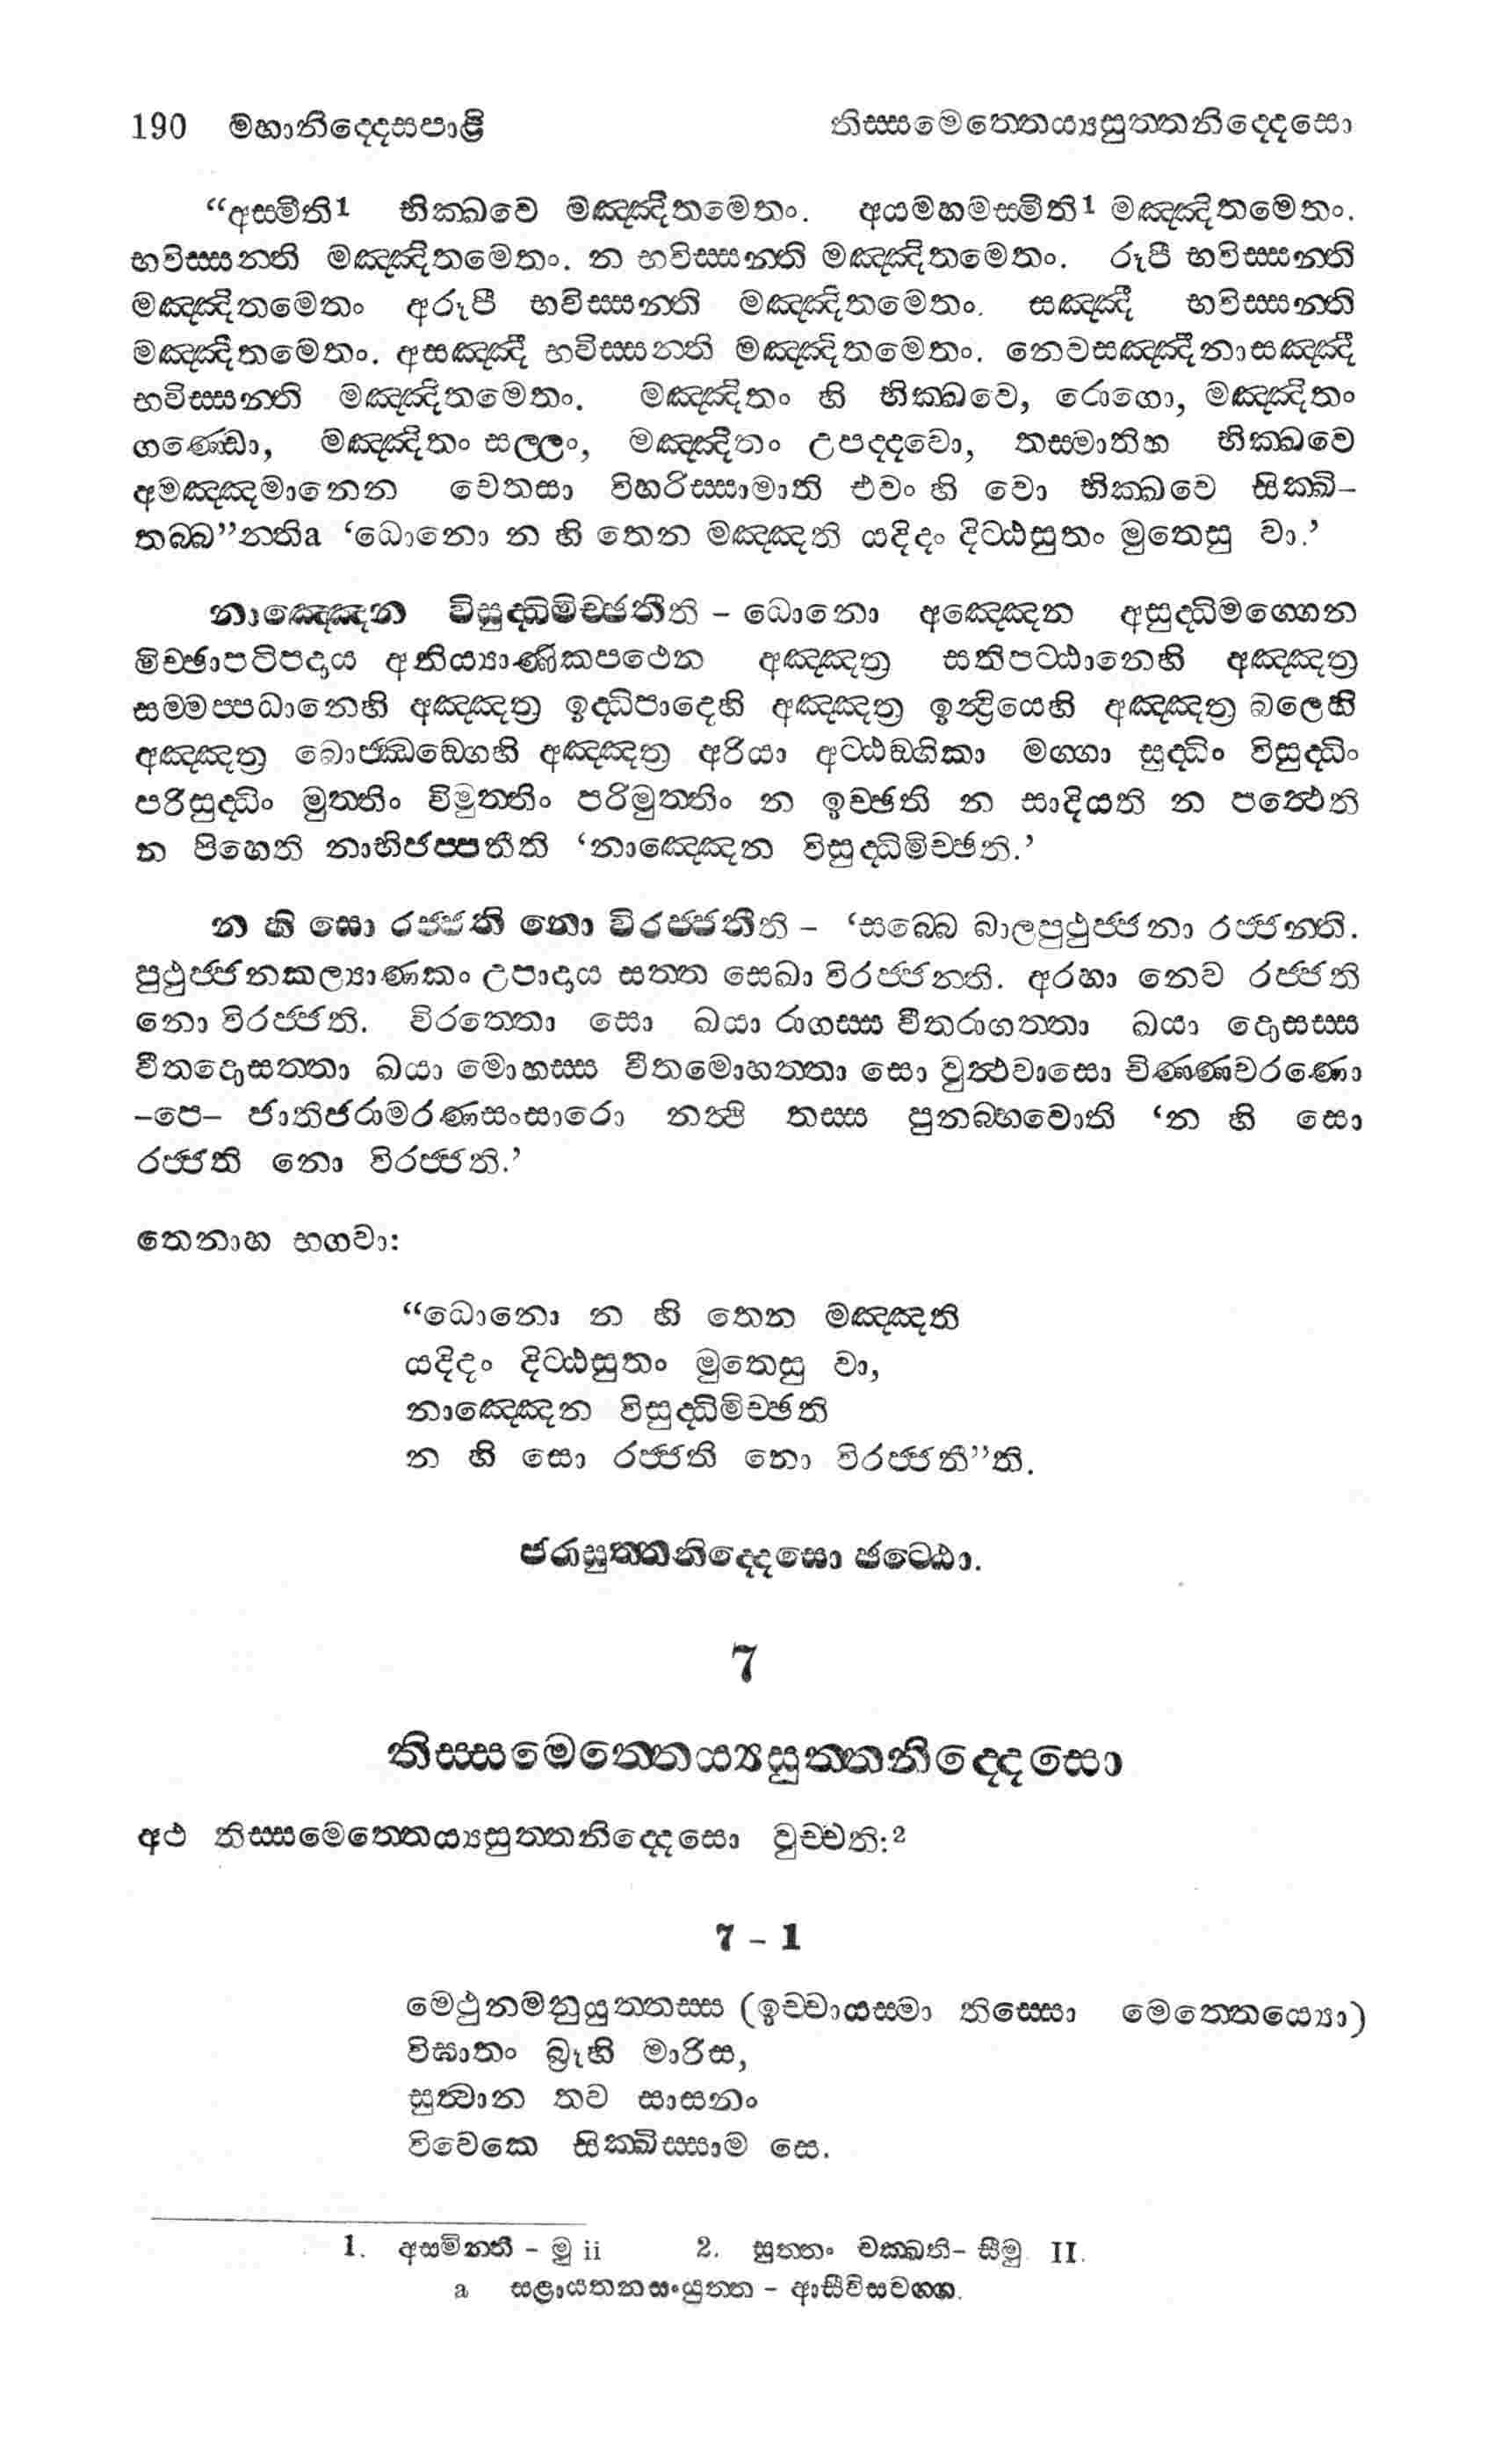 190 මහානිද්දෙසපාළි තිස්සමෙත්තෙය්‍යසුත්තනිද්දෙසො
“අස්මීති1 භික්ඛවෙ මඤ්ඤිතමෙතං. අයමහමස්මීති1 මඤ්ඤිතමෙතං.
භවිස්සන්ති මඤ්ඤිතමෙතං. න භවිස්සන්ති මඤ්ඤිතමෙතං. රූපී භවිස්සන්ති
මඤ්ඤිතමෙතං අරූපී භවිස්සන්ති මඤ්ඤිතමෙතං. සඤ්ඤී භවිස්සන්ති
මඤ්ඤිතමෙතං. අසඤ්ඤී භවිස්සන්ති මඤ්ඤිතමෙතං. නෙවසඤ්ඤීනාසඤ්ඤී
භවිස්සන්ති මඤ්ඤිතමෙතං. මඤ්ඤිතං හි භික්ඛවෙ, රොගො, මඤ්ඤිතං
ගණ්ඩො, මඤ්ඤිතං සල්ලං, මඤ්ඤිතං උපද්දවො, තස්මාතිහ භික්ඛවෙ
අමඤ්ඤමානෙන චෙතසා විහරිස්සාමාති එවං හි වො භික්ඛවෙ සික්ඛි-
තබ්බ”න්තිa ‘ධොනො න හි තෙන මඤ්ඤති යදිදං දිට්ඨසුතං මුතෙසු වා.’
නාඤ්ඤෙන විසුද්ධිමිච්ඡතීති – ධොනො අඤ්ඤෙන අසුද්ධිමග්ගෙන
මිච්ඡාපටිපදාය අනිය්‍යාණිකපථෙන අඤ්ඤත්‍ර සතිපට්ඨානෙහි අඤ්ඤත්‍ර
සම්මප්පධානෙහි අඤ්ඤත්‍ර ඉද්ධිපාදෙහි අඤ්ඤත්‍ර ඉන්‍ද්‍රියෙහි අඤ්ඤත්‍ර බලෙහි
අඤ්ඤත්‍ර බොජ්ඣඞ්ගෙහි අඤ්ඤත්‍ර අරියා අට්ඨඞ්ගිකා මග්ගා සුද්ධිං විසුද්ධිං
පරිසුද්ධිං මුත්තිං විමුත්තිං පරිමුත්තිං න ඉච්ඡති න සාදියති න පත්ථෙති
න පිහෙති නාභිජප්පතීති ‘නාඤ්ඤෙන විසුද්ධිමිච්ඡති.’
න හි සො රජ්ජති නො විරජ්ජතීති – ‘සබ්බෙ බාලපුථුජ්ජනා රජ්ජන්ති.
පුථුජ්ජනකල්‍යාණකං උපාදාය සත්ත සෙඛා විරජ්ජන්ති. අරහා නෙව රජ්ජති
නො විරජ්ජති. විරත්තො සො ඛයා රාගස්ස වීතරාගත්තා ඛයා දොසස්ස
වීතදොසත්තා ඛයා මොහස්ස වීතමොහත්තා සො වුත්ථවාසො චිණ්ණචරණො
–පෙ– ජාතිජරාමරණසංසාරො නත්ථි තස්ස පුනබ්භවොති ‘න හි සො
රජ්ජති නො විරජ්ජති.’
තෙනාහ භගවා:
“ධොනො න හි තෙන මඤ්ඤති
යදිදං දිට්ඨසුතං මුතෙසු වා,
නාඤ්ඤෙන විසුද්ධිමිච්ඡති
න හි සො රජ්ජති නො විරජ්ජතී”ති.
ජරාසුත්තනිද්දෙසො ඡට්ඨො.
7
තිස්සමෙත්තෙය්‍යසුත්තනිද්දෙසො
අථ තිස්සමෙත්තෙය්‍යසුත්තනිද්දෙසො වුච්චති:2
7 – 1
මෙථුනමනුයුත්තස්ස (ඉච්චායස්මා තිස්සො මෙත්තෙය්‍යො)
විඝාතං බ්‍රූහි මාරිස,
සුත්‍වාන තව සාසනං
විවෙකෙ සික්ඛිස්සාම සෙ.
1. අස්මින්තී – මු ii 2. සුත්තං වක්ඛති- සීමු II.
a සළායතනසංයුත්ත – ආසීවිසවග්ග.